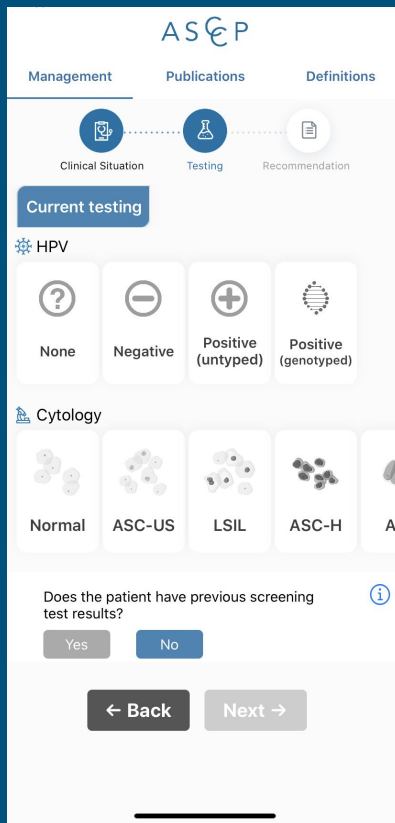 ASCCP
Management Publications Definitions
Clinical Situation Testing Recommendation
Current testing
HPV
None Negative Positive (untyped) Positive (genotyped)
Cytology
Normal ASC-US LSIL ASC-H A
Does the patient have previous screening
test results?
Yes No
← Back Next →